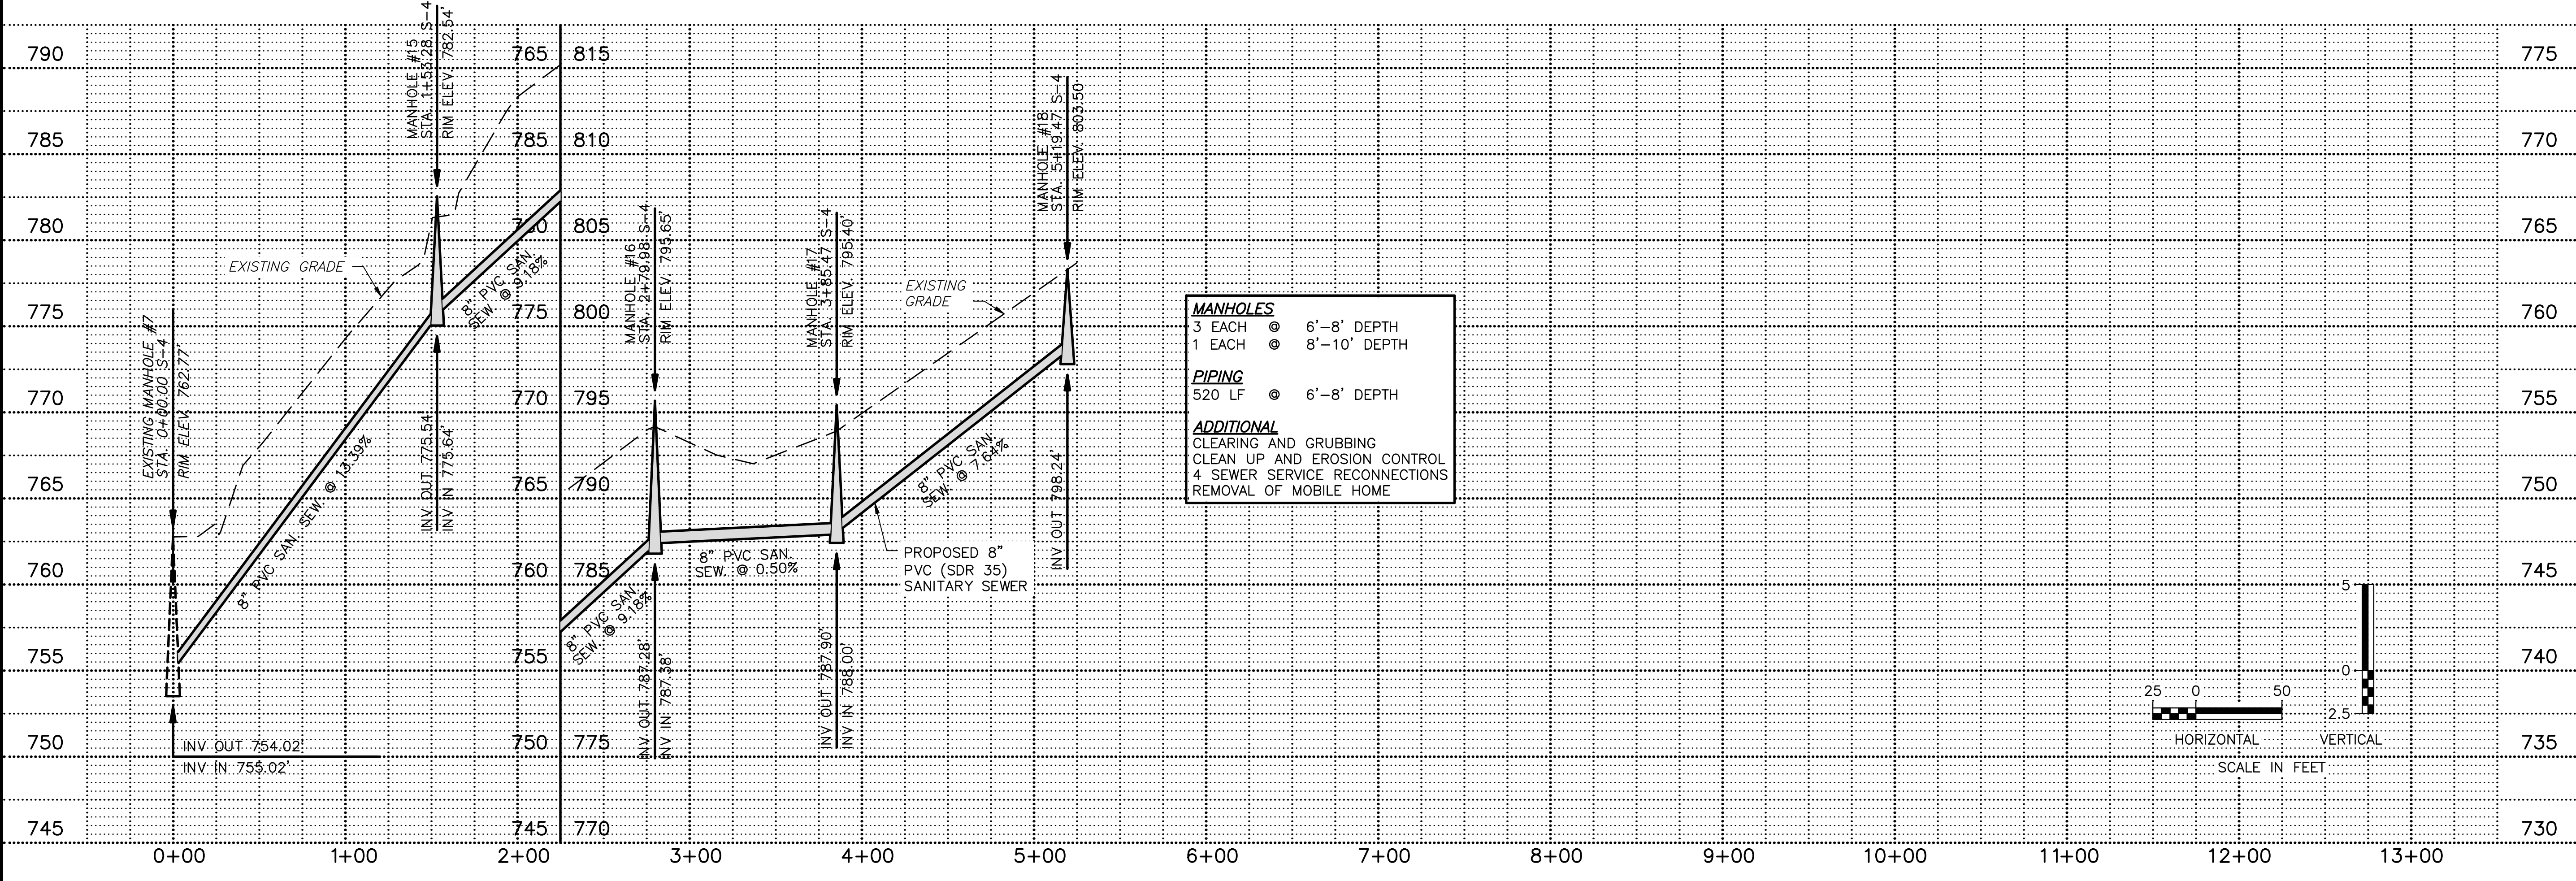 790
785
780
775
770
765
760
755
750
745
EXISTING MANHOLE #7
STA. 0+00.00 S-4
RIM ELEV. 762.77'
INV OUT 754.02'
INV IN 755.02'
EXISTING GRADE
8" PVC SAN. SEW. @ 13.39%
MANHOLE #15
STA. 1+53.28 S-4
RIM ELEV. 782.54'
INV OUT 775.54
INV IN 775.64'
8" PVC SAN.
SEW. @ 9.18%
765 815
785 810
780 805
775 800
770 795
765 790
760 785
755
750 775
745 770
8" PVC SAN.
SEW. @ 9.18%
MANHOLE #16
STA. 2+79.98 S-4
RIM ELEV. 795.65'
INV OUT 787.28'
INV IN 787.38'
8" PVC SAN.
SEW. @ 0.50%
MANHOLE #17
STA. 3+85.47 S-4
RIM ELEV. 795.40'
INV OUT 787.90'
INV IN 788.00'
EXISTING
GRADE
8" PVC SAN.
SEW. @ 7.64%
PROPOSED 8"
PVC (SDR 35)
SANITARY SEWER
MANHOLE #18
STA. 5+19.47 S-4
RIM ELEV. 803.50'
INV OUT 798.24'
MANHOLES
3 EACH @ 6'-8' DEPTH
1 EACH @ 8'-10' DEPTH
PIPING
520 LF @ 6'-8' DEPTH
ADDITIONAL
CLEARING AND GRUBBING
CLEAN UP AND EROSION CONTROL
4 SEWER SERVICE RECONNECTIONS
REMOVAL OF MOBILE HOME
775
770
765
760
755
750
745
740
735
730
25 0 50
HORIZONTAL
5
0
2.5
VERTICAL
SCALE IN FEET
0+00 1+00 2+00 3+00 4+00 5+00 6+00 7+00 8+00 9+00 10+00 11+00 12+00 13+00